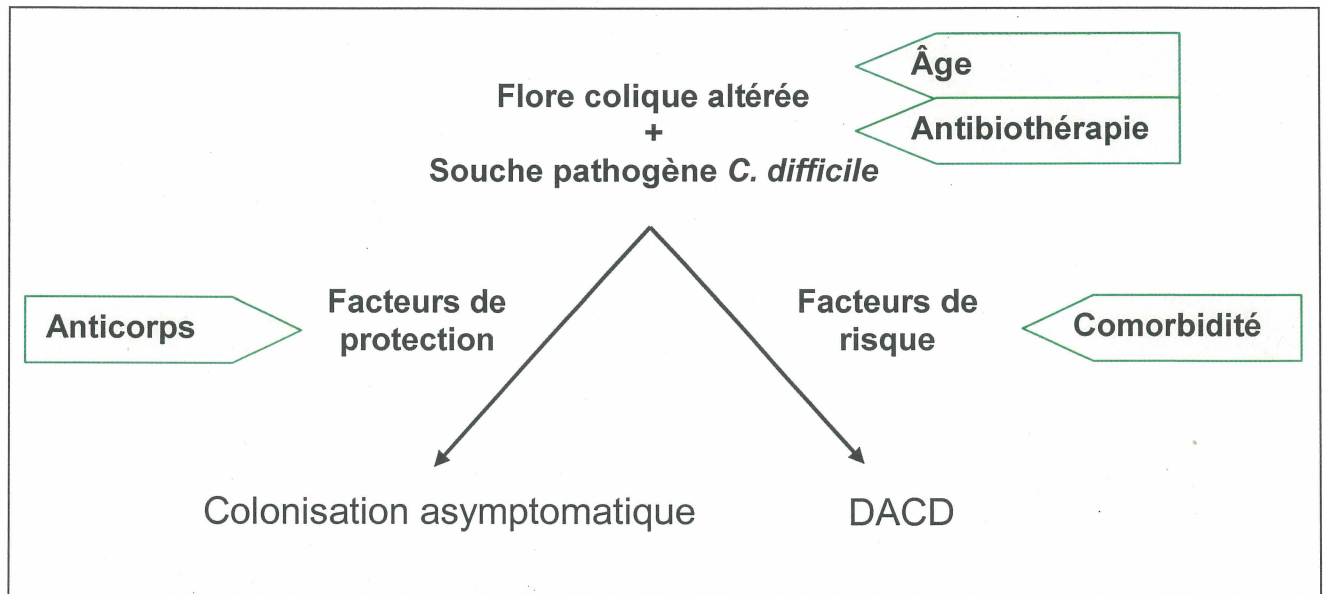 Âge
Flore colique altérée
+
Antibiothérapie
Souche pathogène C. difficile
Anticorps
Facteurs de
protection
Facteurs de
risque
Comorbidité
Colonisation asymptomatique
DACD